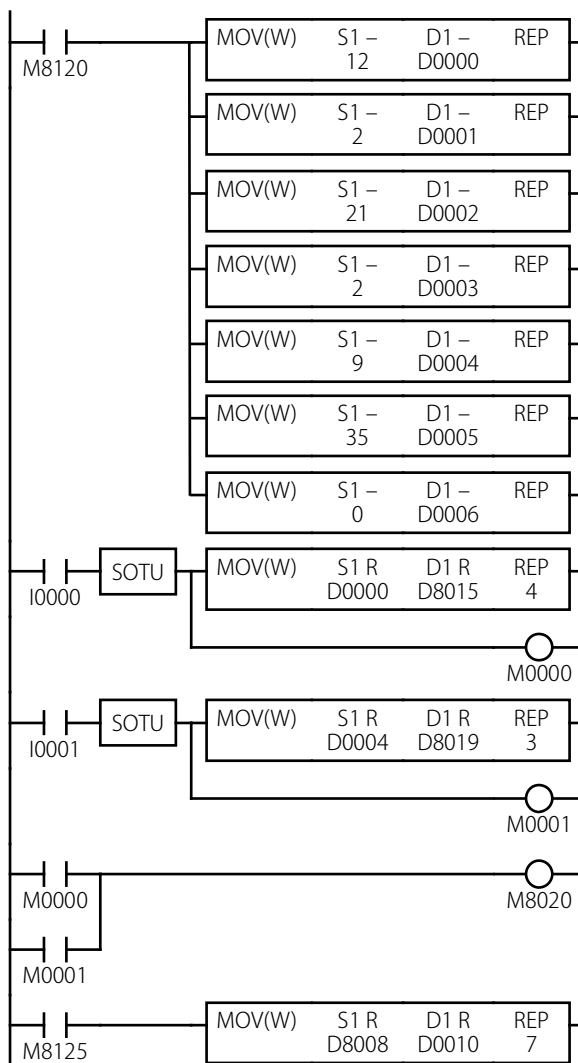 MOV(W) S1 – D1 – REP
12 D0000
M8120
MOV(W) S1 – D1 – REP
2 D0001
MOV(W) S1 – D1 – REP
21 D0002
MOV(W) S1 – D1 – REP
2 D0003
MOV(W) S1 – D1 – REP
9 D0004
MOV(W) S1 – D1 – REP
35 D0005
MOV(W) S1 – D1 – REP
0 D0006
SOTU MOV(W) S1 R D1 R REP
I0000 D0000 D8015 4
M0000
SOTU MOV(W) S1 R D1 R REP
I0001 D0004 D8019 3
M0001
M0000 M8020
M0001
MOV(W) S1 R D1 R REP
M8125 D8008 D0010 7